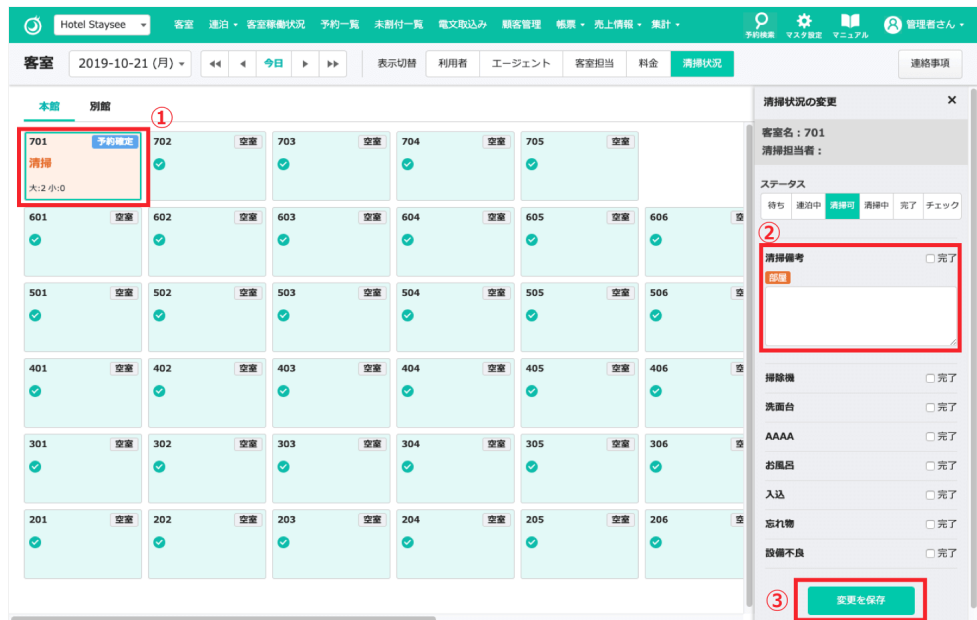 Hotel Staysee 客室 連泊 客室稼働状況 予約一覧 未割付一覧 電文取込み 顧客管理 帳票 売上情報 集計 予約検索 マスタ設定 マニュアル 管理者さん
客室 2019-10-21 (月) 今日 表示切替 利用者 エージェント 客室担当 料金 清掃状況 連絡事項
本館 別館
①
701 予約確定 702 空室 703 空室 704 空室 705 空室
清掃
大:2 小:0
601 空室 602 空室 603 空室 604 空室 605 空室 606
501 空室 502 空室 503 空室 504 空室 505 空室 506
401 空室 402 空室 403 空室 404 空室 405 空室 406
301 空室 302 空室 303 空室 304 空室 305 空室 306
201 空室 202 空室 203 空室 204 空室 205 空室 206
清掃状況の変更 ×
客室名：701
清掃担当者：
ステータス
待ち 連泊中 清掃可 清掃中 完了 チェック
②
清掃備考 完了
部屋
掃除機 完了
洗面台 完了
AAAA 完了
お風呂 完了
入込 完了
忘れ物 完了
設備不良 完了
③ 変更を保存